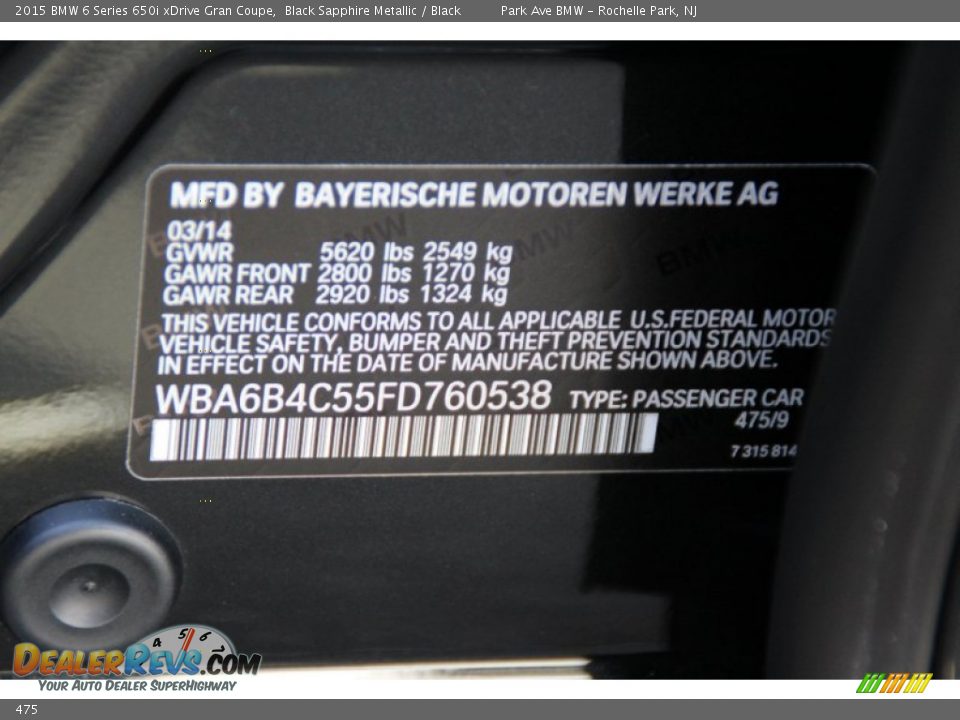 2015 BMW 6 Series 650i xDrive Gran Coupe, Black Sapphire Metallic / Black Park Ave BMW - Rochelle Park, NJ
MFD BY BAYERISCHE MOTOREN WERKE AG
03/14
GVWR 5620 lbs 2549 kg
GAWR FRONT 2800 lbs 1270 kg
GAWR REAR 2920 lbs 1324 kg
THIS VEHICLE CONFORMS TO ALL APPLICABLE U.S.FEDERAL MOTOR
VEHICLE SAFETY, BUMPER AND THEFT PREVENTION STANDARDS
IN EFFECT ON THE DATE OF MANUFACTURE SHOWN ABOVE.
WBA6B4C55FD760538 TYPE: PASSENGER CAR
475/9
7 315 814
4 5 6
DealerRevs.com
Your Auto Dealer SuperHighway
475